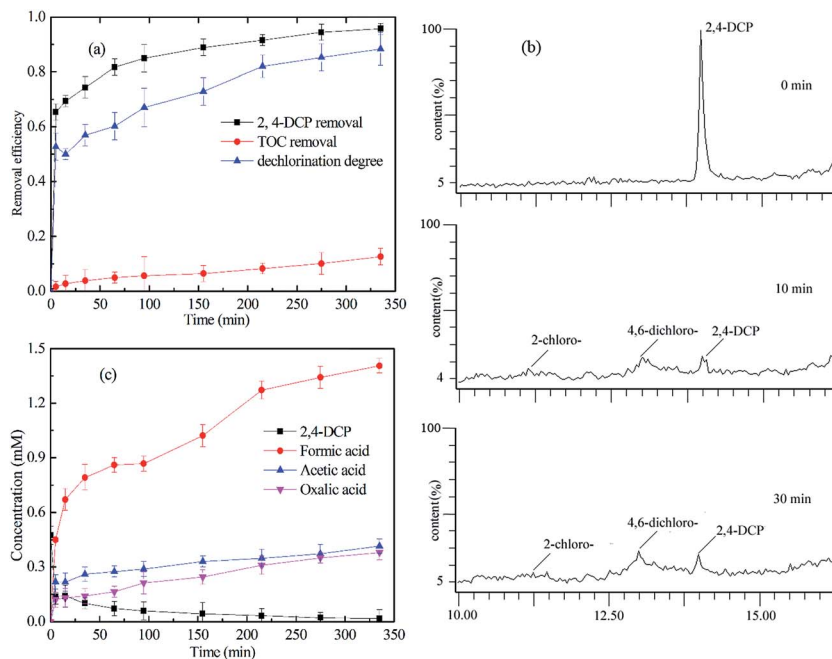 (a)
1.0
0.8
0.6
0.4
0.2
0.0
Removal efficiency
2, 4-DCP removal
TOC removal
dechlorination degree
0 50 100 150 200 250 300 350
Time (min)
(c)
1.5
1.2
0.9
0.6
0.3
0.0
Concentration (mM)
2,4-DCP
Formic acid
Acetic acid
Oxalic acid
0 50 100 150 200 250 300 350
Time (min)
(b)
100
content (%)
5
2,4-DCP
0 min
100
content(%)
4
2-chloro-
4,6-dichloro-
2,4-DCP
10 min
100
content(%)
5
2-chloro-
4,6-dichloro-
2,4-DCP
30 min
10.00 12.50 15.00